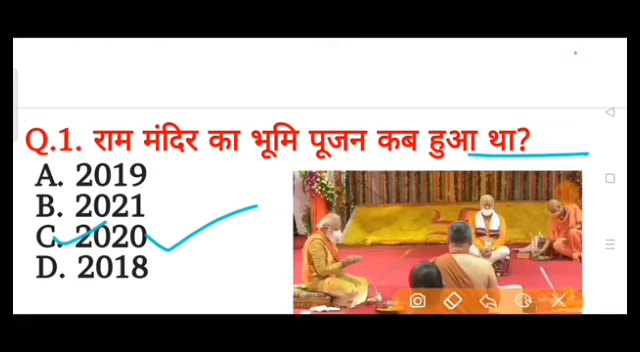 Q.1. राम मंदिर का भूमि पूजन कब हुआ था?
A. 2019
B. 2021
C. 2020
D. 2018